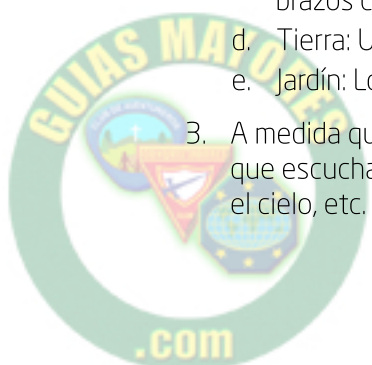 brazos c
d. Tierra: U
e. Jardín: Lo
3. A medida qu
que escucha
el cielo, etc.
GUIAS MAYORES
.com